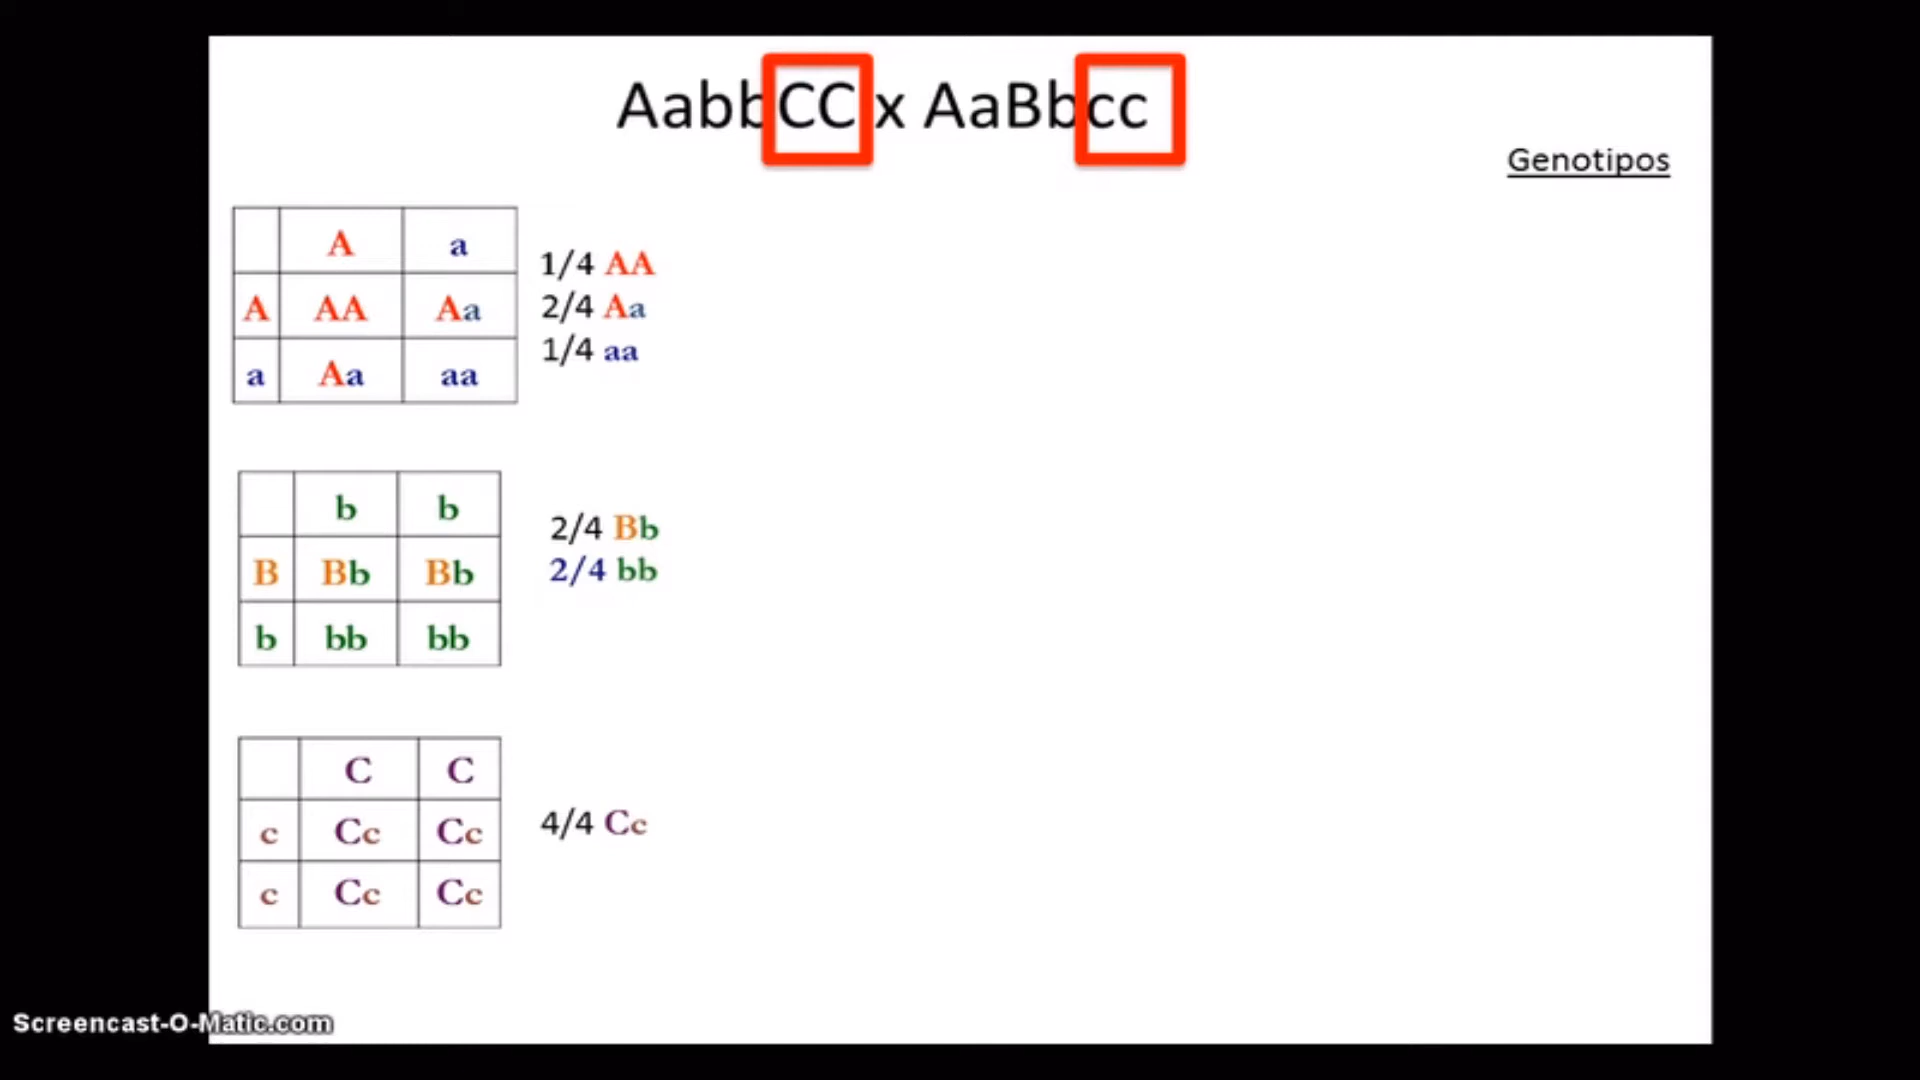 AabbCC x AaBbcc
Genotipos
A a
A AA Aa
a Aa aa
1/4 AA
2/4 Aa
1/4 aa
b b
B Bb Bb
b bb bb
2/4 Bb
2/4 bb
C C
c Cc Cc
c Cc Cc
4/4 Cc
Screencast-O-Matic.com